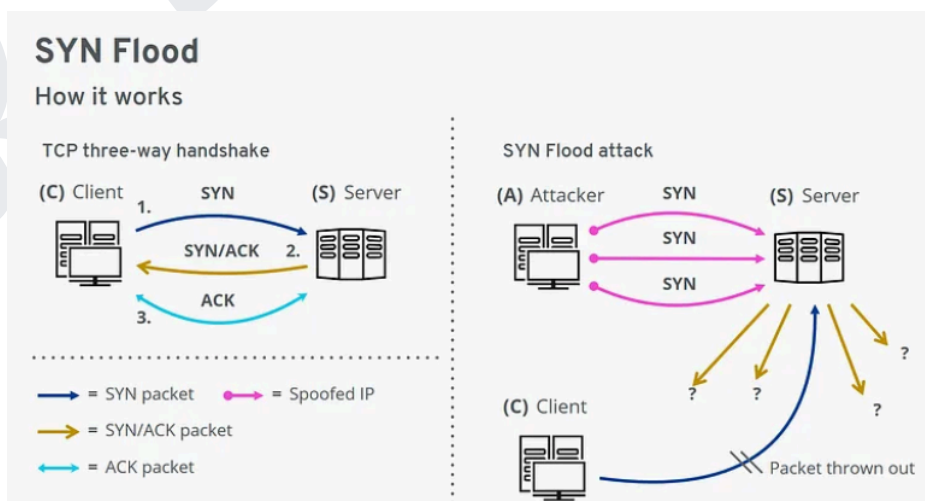 SYN Flood
How it works
TCP three-way handshake
(C) Client
SYN
(S) Server
1.
SYN/ACK
2.
ACK
3.
= SYN packet
= Spoofed IP
= SYN/ACK packet
= ACK packet
SYN Flood attack
(A) Attacker
SYN
(S) Server
SYN
SYN
?
?
?
?
(C) Client
Packet thrown out